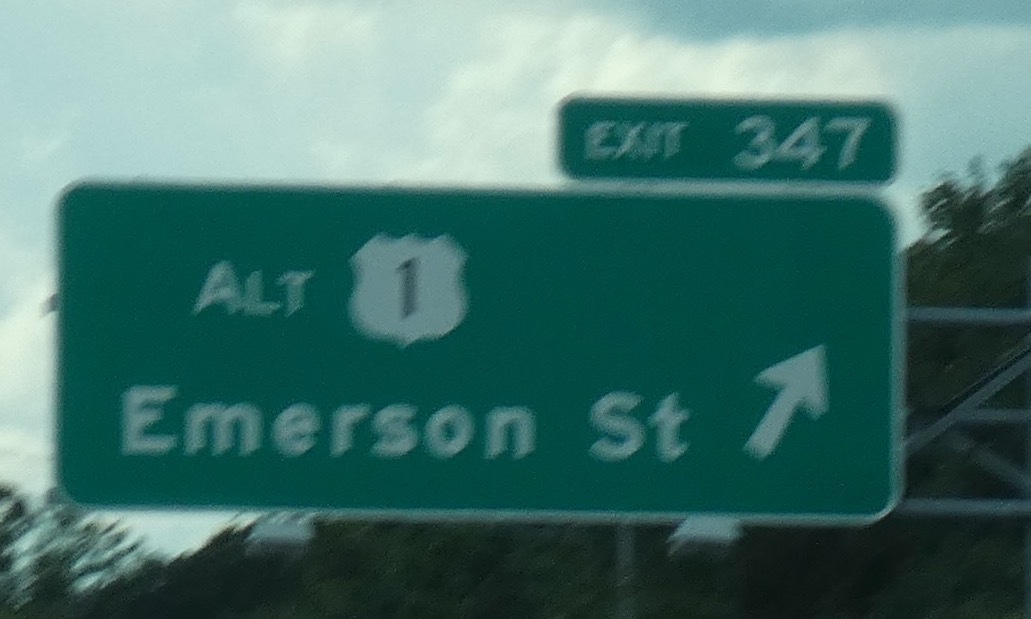 EXIT 347
ALT 1
Emerson St